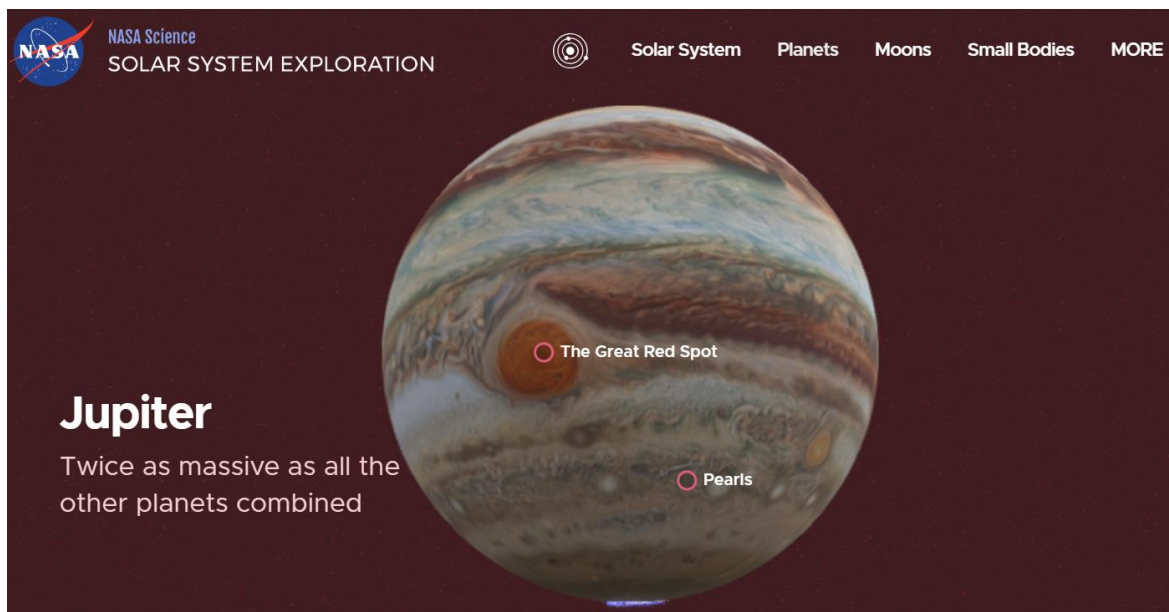 NASA
NASA Science
SOLAR SYSTEM EXPLORATION
Solar System Planets Moons Small Bodies MORE
The Great Red Spot
Jupiter
Twice as massive as all the
other planets combined
Pearls